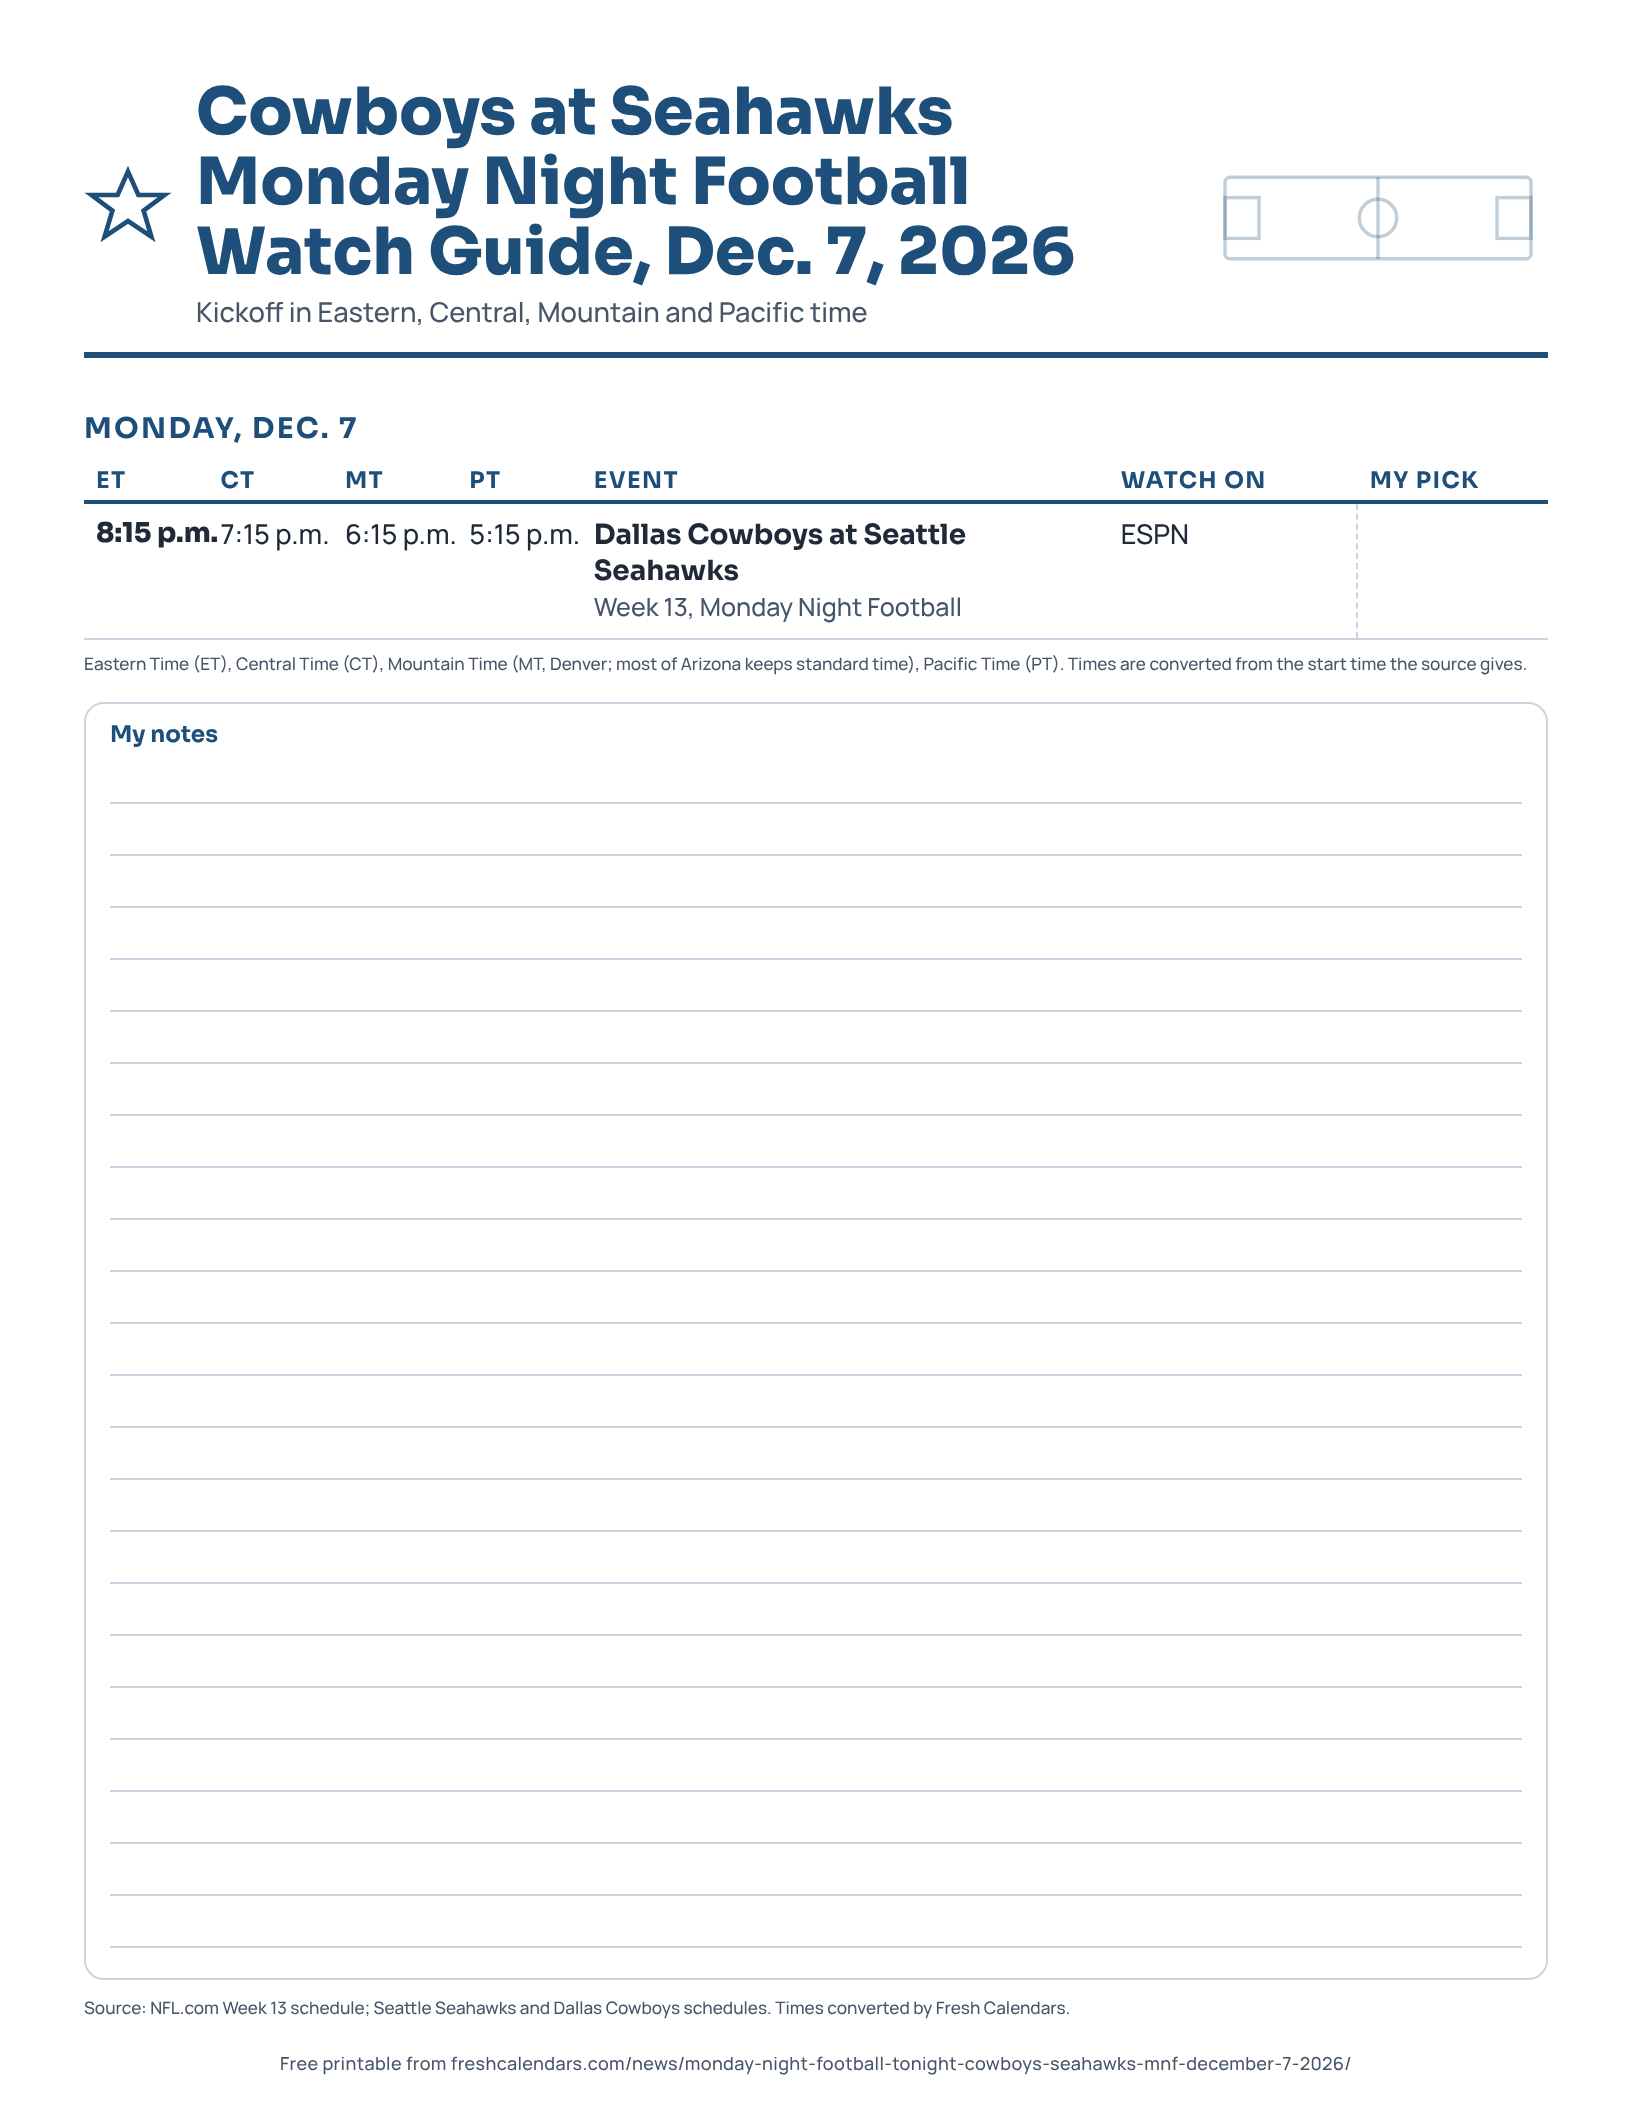 Cowboys at Seahawks
Monday Night Football
Watch Guide, Dec. 7, 2026
Kickoff in Eastern, Central, Mountain and Pacific time
MONDAY, DEC. 7
ET CT MT PT EVENT WATCH ON MY PICK
8:15 p.m. 7:15 p.m. 6:15 p.m. 5:15 p.m. Dallas Cowboys at Seattle ESPN
Seahawks
Week 13, Monday Night Football
Eastern Time (ET), Central Time (CT), Mountain Time (MT, Denver; most of Arizona keeps standard time), Pacific Time (PT). Times are converted from the start time the source gives.
My notes
Source: NFL.com Week 13 schedule; Seattle Seahawks and Dallas Cowboys schedules. Times converted by Fresh Calendars.
Free printable from freshcalendars.com/news/monday-night-football-tonight-cowboys-seahawks-mnf-december-7-2026/